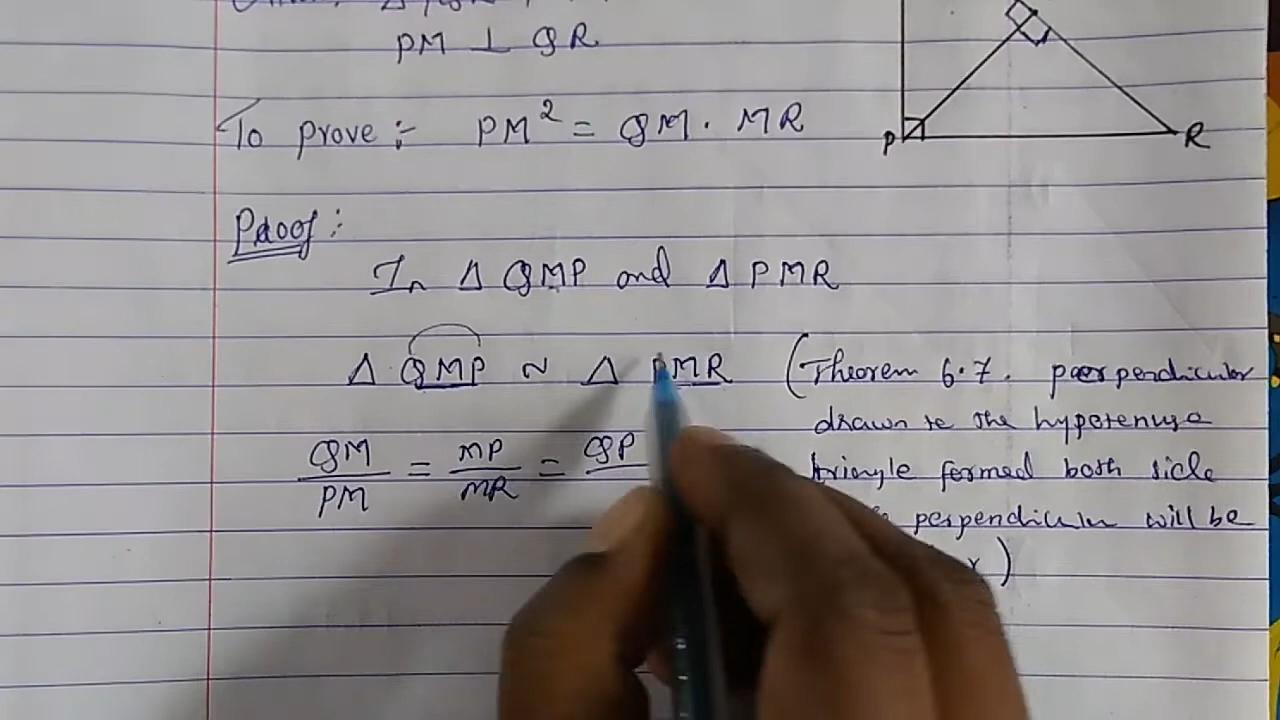 PM ⊥ QR
To prove :- PM² = QM . MR
P R
Proof :
In Δ QMP and Δ PMR
Δ QMP ~ Δ PMR (Theorem 6.7. perpendicular
drawn to the hypotenuse
QM/PM = MP/MR = QP triangle formed both side
perpendicular will be
)